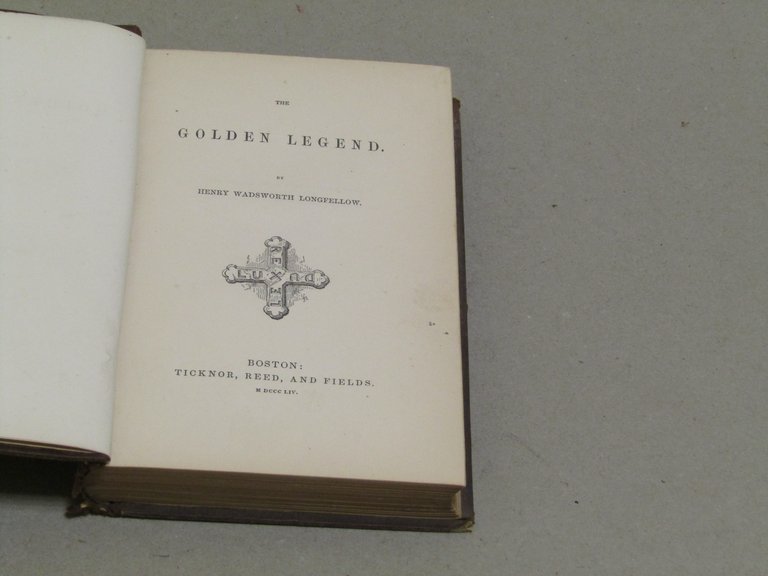 THE
GOLDEN LEGEND.
BY
HENRY WADSWORTH LONGFELLOW.
BOSTON:
TICKNOR, REED, AND FIELDS.
M DCCC LIV.